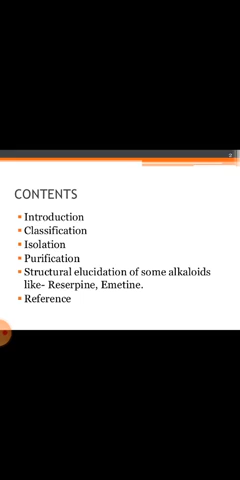 CONTENTS
▪ Introduction
▪ Classification
▪ Isolation
▪ Purification
▪ Structural elucidation of some alkaloids
like- Reserpine, Emetine.
▪ Reference